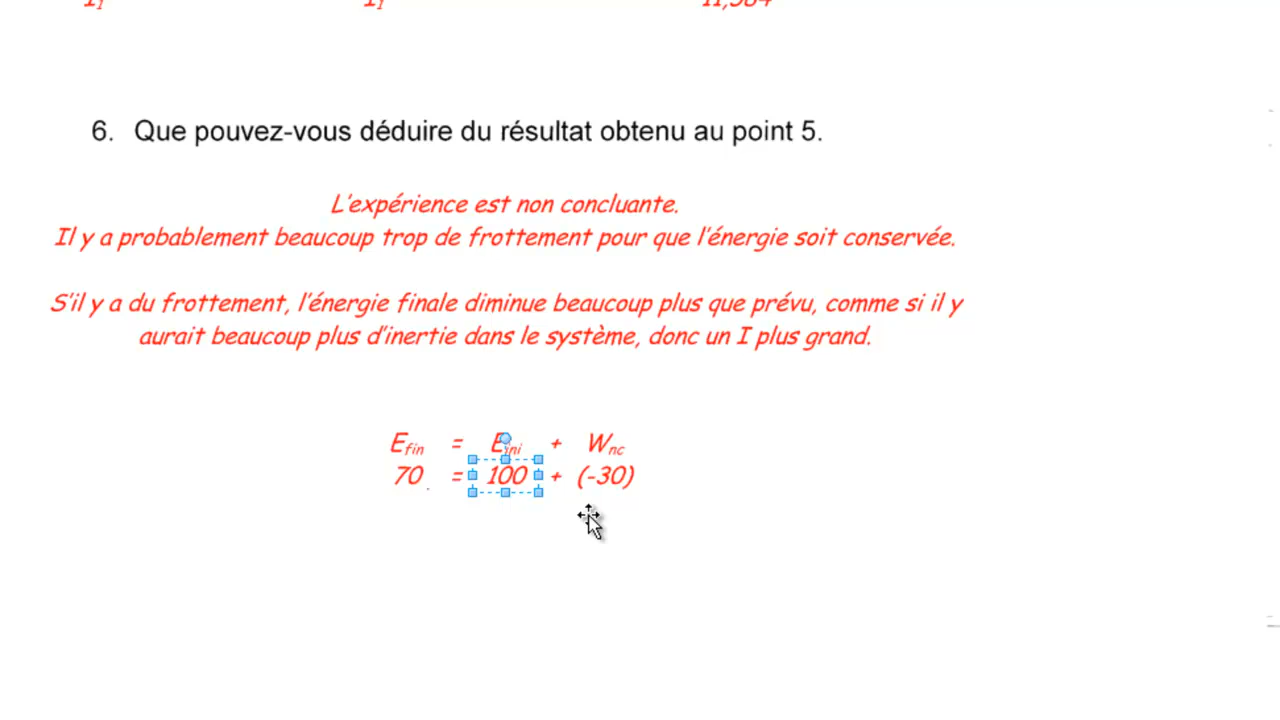 6. Que pouvez-vous déduire du résultat obtenu au point 5.
L'expérience est non concluante.
Il y a probablement beaucoup trop de frottement pour que l'énergie soit conservée.
S'il y a du frottement, l'énergie finale diminue beaucoup plus que prévu, comme si il y
aurait beaucoup plus d'inertie dans le système, donc un I plus grand.
Efin = Eini + Wnc
70 = 100 + (-30)